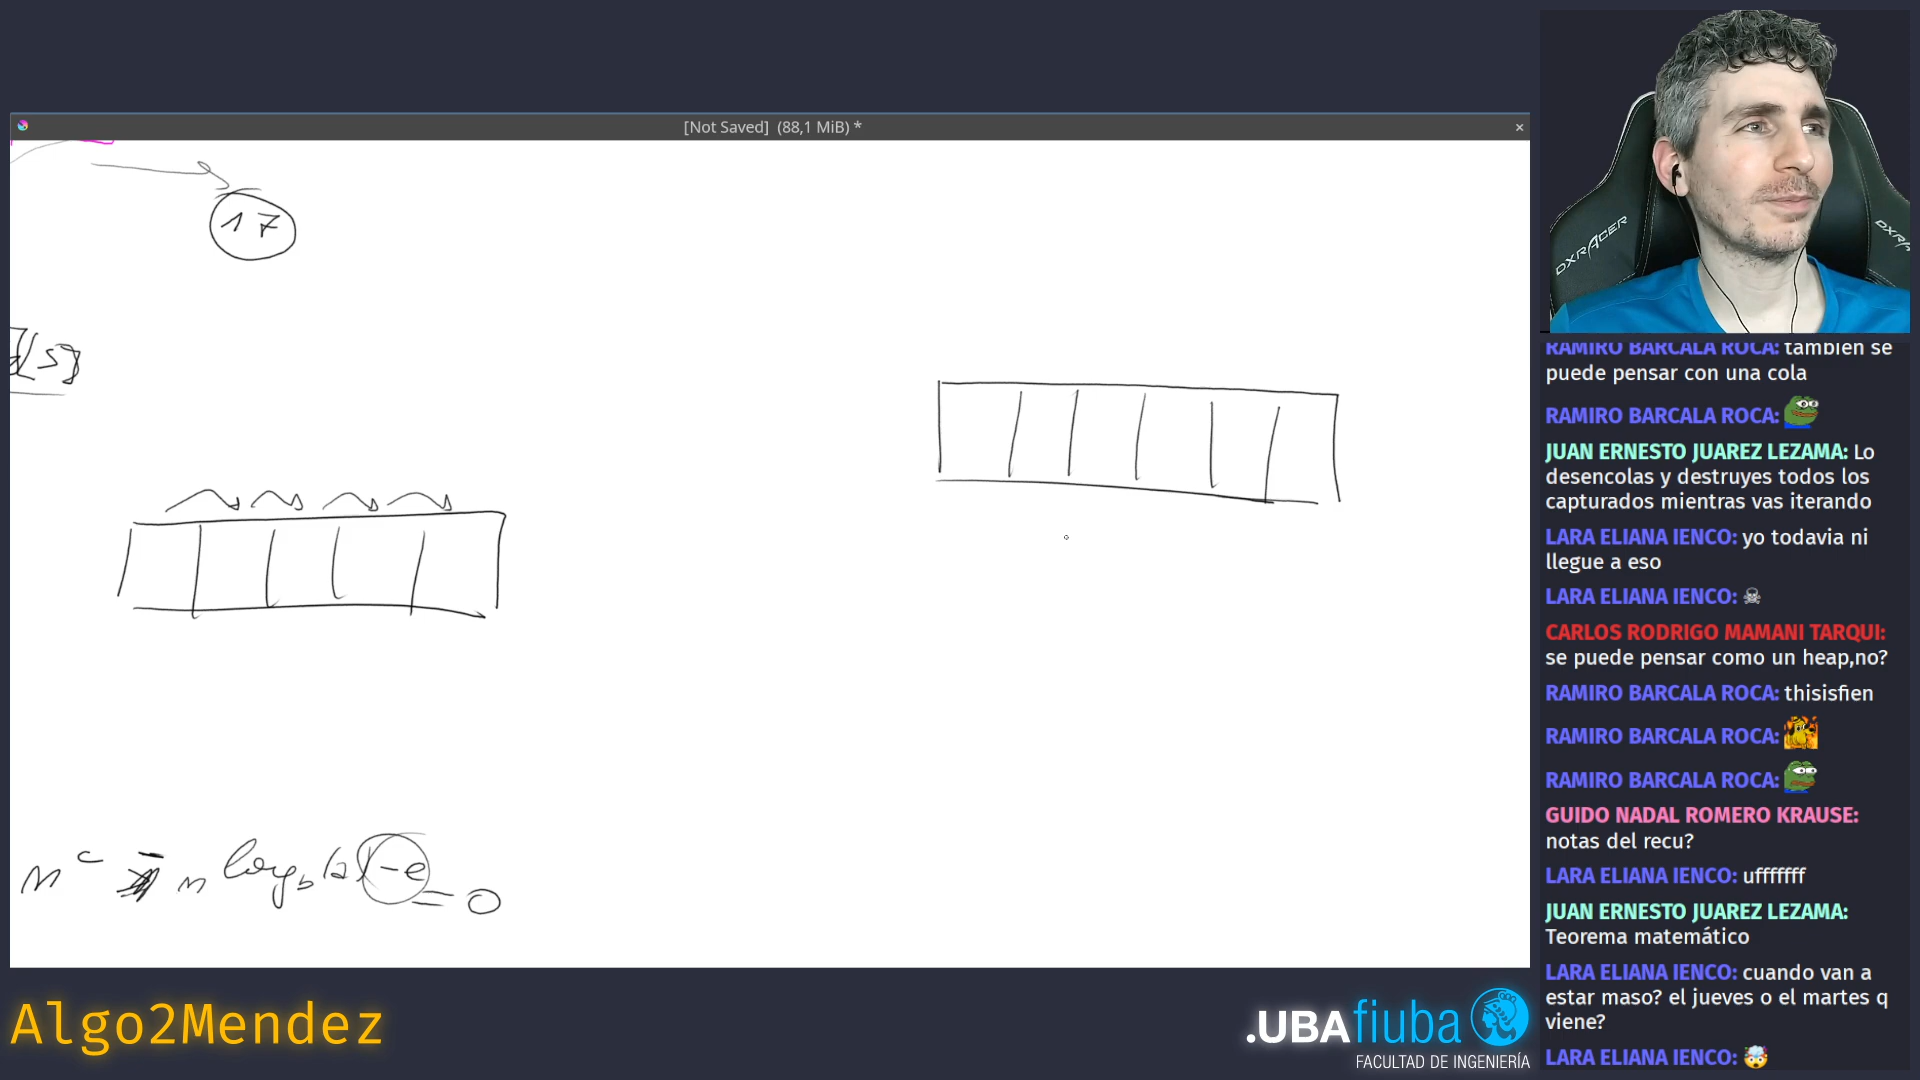 [Not Saved] (88,1 MiB) *
×
17
[5]
n^c = n log_b(a) - e = 0
DXRACER
RAMIRO BARCALA ROCA: tambien se
puede pensar con una cola
RAMIRO BARCALA ROCA:
JUAN ERNESTO JUAREZ LEZAMA: Lo
desencolas y destruyes todos los
capturados mientras vas iterando
LARA ELIANA IENCO: yo todavia ni
llegue a eso
LARA ELIANA IENCO: ☠
CARLOS RODRIGO MAMANI TARQUI:
se puede pensar como un heap,no?
RAMIRO BARCALA ROCA: thisisfien
RAMIRO BARCALA ROCA:
RAMIRO BARCALA ROCA:
GUIDO NADAL ROMERO KRAUSE:
notas del recu?
LARA ELIANA IENCO: ufffffff
JUAN ERNESTO JUAREZ LEZAMA:
Teorema matemático
LARA ELIANA IENCO: cuando van a
estar maso? el jueves o el martes q
viene?
LARA ELIANA IENCO: 🤯
Algo2Mendez
.UBAfiuba
FACULTAD DE INGENIERÍA